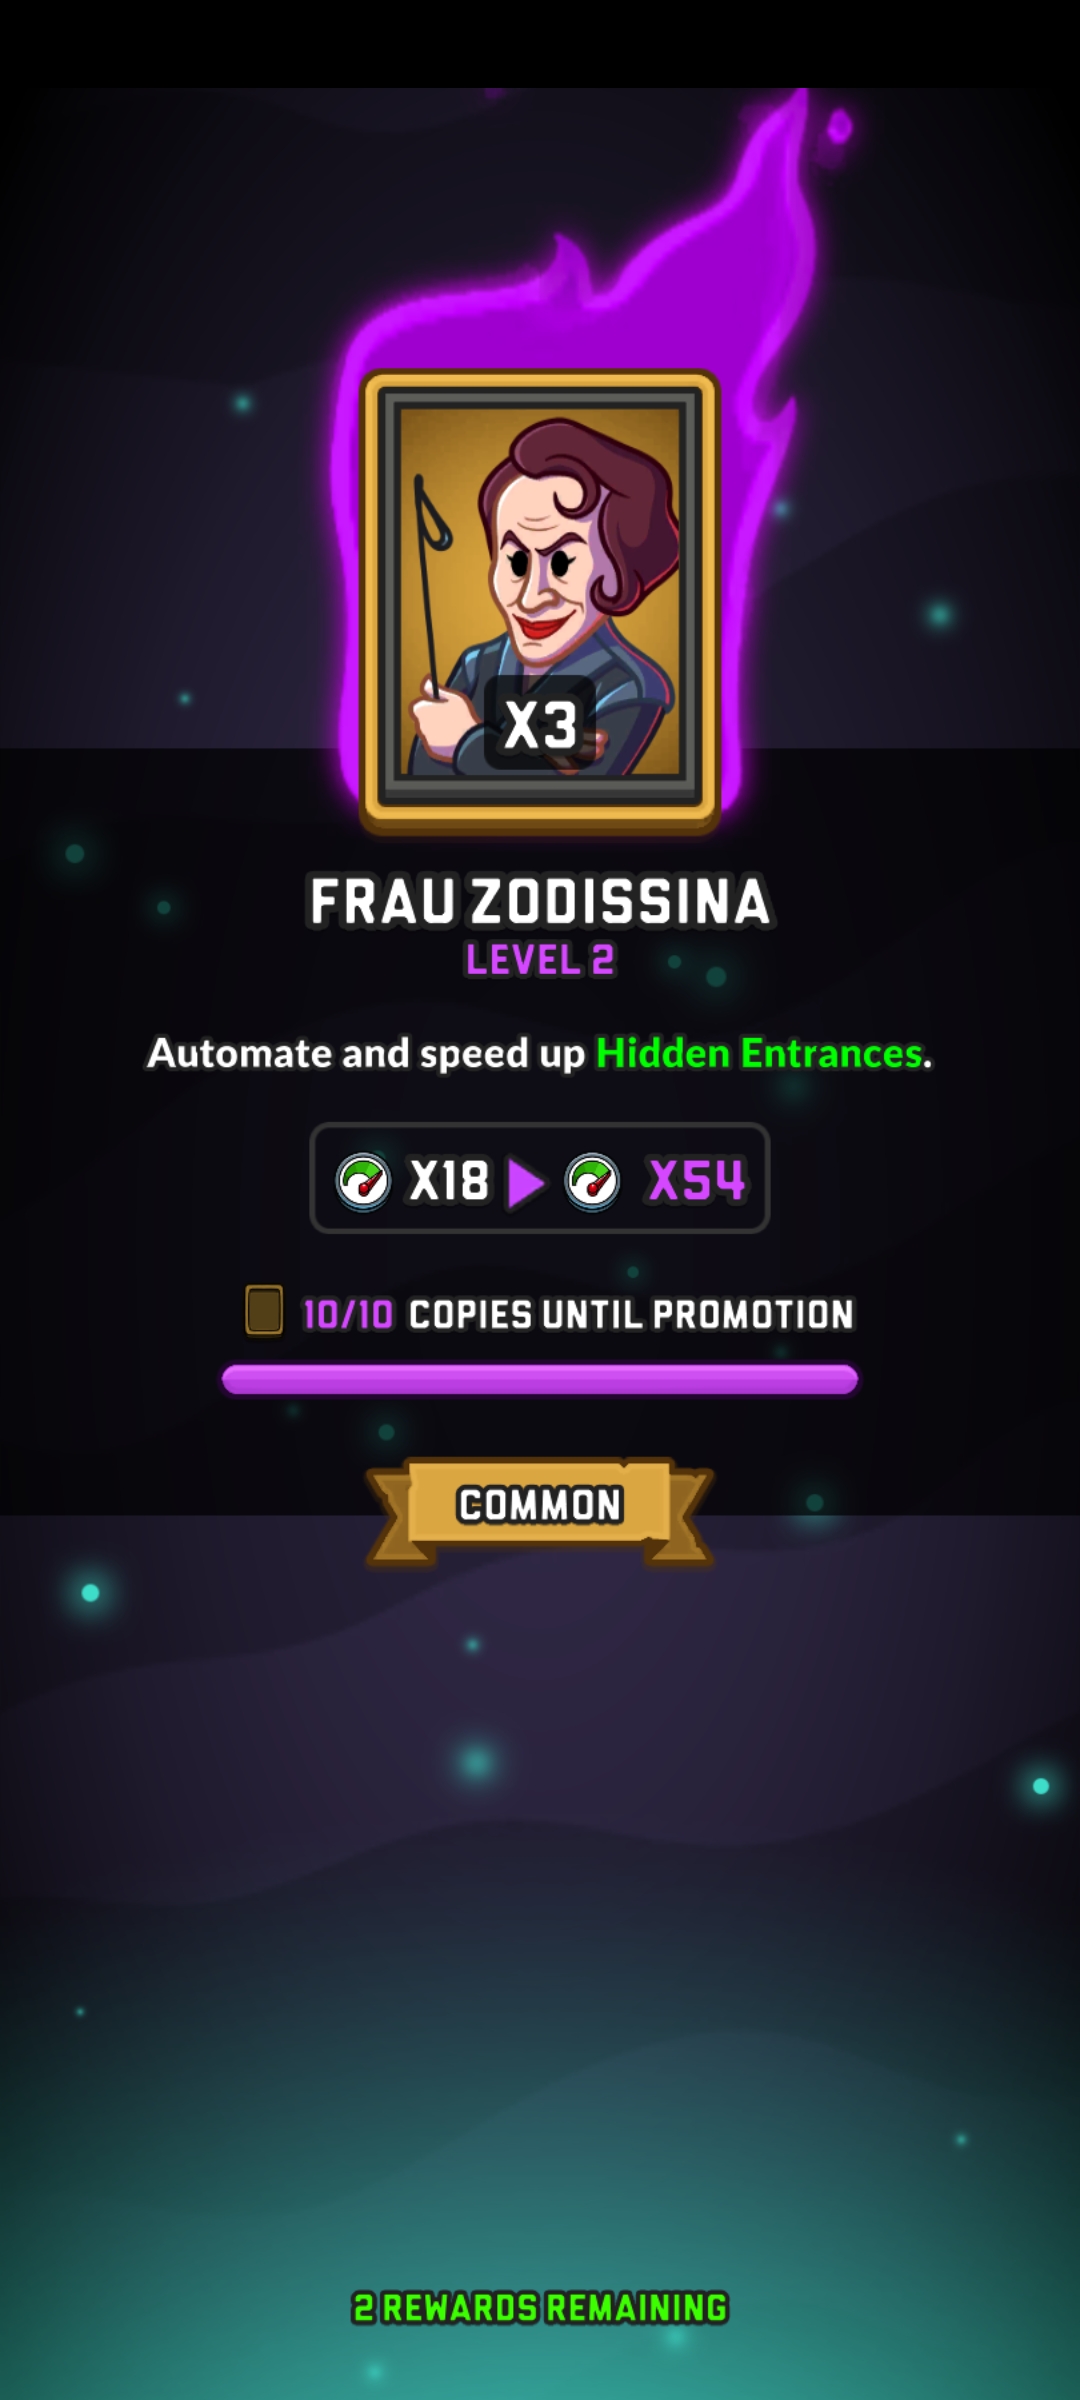 X3
FRAU ZODISSINA
LEVEL 2
Automate and speed up Hidden Entrances.
X18 X54
10/10 COPIES UNTIL PROMOTION
COMMON
2 REWARDS REMAINING